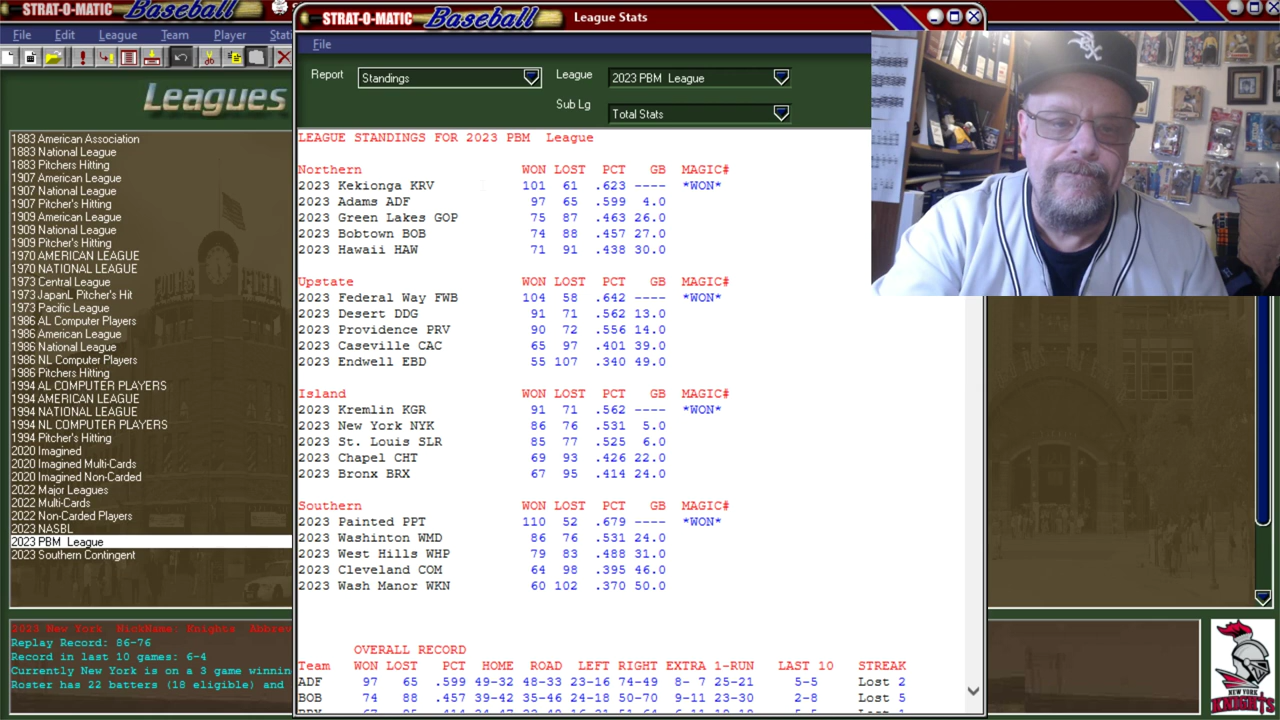 STRAT-O-MATIC Baseball
File Edit League Team Player
Leagues
1883 American Association
1883 National League
1883 Pitchers Hitting
1907 American League
1907 National League
1907 Pitcher's Hitting
1909 American League
1909 National League
1909 Pitcher's Hitting
1970 AMERICAN LEAGUE
1970 NATIONAL LEAGUE
1973 Central League
1973 JapanL Pitcher's Hit
1973 Pacific League
1986 AL Computer Players
1986 American League
1986 National League
1986 NL Computer Players
1986 Pitchers Hitting
1994 AL COMPUTER PLAYERS
1994 AMERICAN LEAGUE
1994 NATIONAL LEAGUE
1994 NL COMPUTER PLAYERS
1994 Pitcher's Hitting
2020 Imagined
2020 Imagined Multi-Cards
2020 Imagined Non-Carded
2022 Major Leagues
2022 Multi-Cards
2022 Non-Carded Players
2023 NASBL
2023 PBM League
2023 Southern Contingent
2023 New York NickName: Knights Abbrev
Replay Record: 86-76
Record in last 10 games: 6-4
Currently New York is on a 3 game winnin
Roster has 22 batters (18 eligible) and
STRAT-O-MATIC Baseball League Stats
File
Report Standings League 2023 PBM League
Sub Lg Total Stats
LEAGUE STANDINGS FOR 2023 PBM League
Northern WON LOST PCT GB MAGIC#
2023 Kekionga KRV 101 61 .623 ---- *WON*
2023 Adams ADF 97 65 .599 4.0
2023 Green Lakes GOP 75 87 .463 26.0
2023 Bobtown BOB 74 88 .457 27.0
2023 Hawaii HAW 71 91 .438 30.0
Upstate WON LOST PCT GB MAGIC#
2023 Federal Way FWB 104 58 .642 ---- *WON*
2023 Desert DDG 91 71 .562 13.0
2023 Providence PRV 90 72 .556 14.0
2023 Caseville CAC 65 97 .401 39.0
2023 Endwell EBD 55 107 .340 49.0
Island WON LOST PCT GB MAGIC#
2023 Kremlin KGR 91 71 .562 ---- *WON*
2023 New York NYK 86 76 .531 5.0
2023 St. Louis SLR 85 77 .525 6.0
2023 Chapel CHT 69 93 .426 22.0
2023 Bronx BRX 67 95 .414 24.0
Southern WON LOST PCT GB MAGIC#
2023 Painted PPT 110 52 .679 ---- *WON*
2023 Washinton WMD 86 76 .531 24.0
2023 West Hills WHP 79 83 .488 31.0
2023 Cleveland COM 64 98 .395 46.0
2023 Wash Manor WKN 60 102 .370 50.0
OVERALL RECORD
Team WON LOST PCT HOME ROAD LEFT RIGHT EXTRA 1-RUN LAST 10 STREAK
ADF 97 65 .599 49-32 48-33 23-16 74-49 8- 7 25-21 5-5 Lost 2
BOB 74 88 .457 39-42 35-46 24-18 50-70 9-11 23-30 2-8 Lost 5
NEW YORK
KNIGHTS